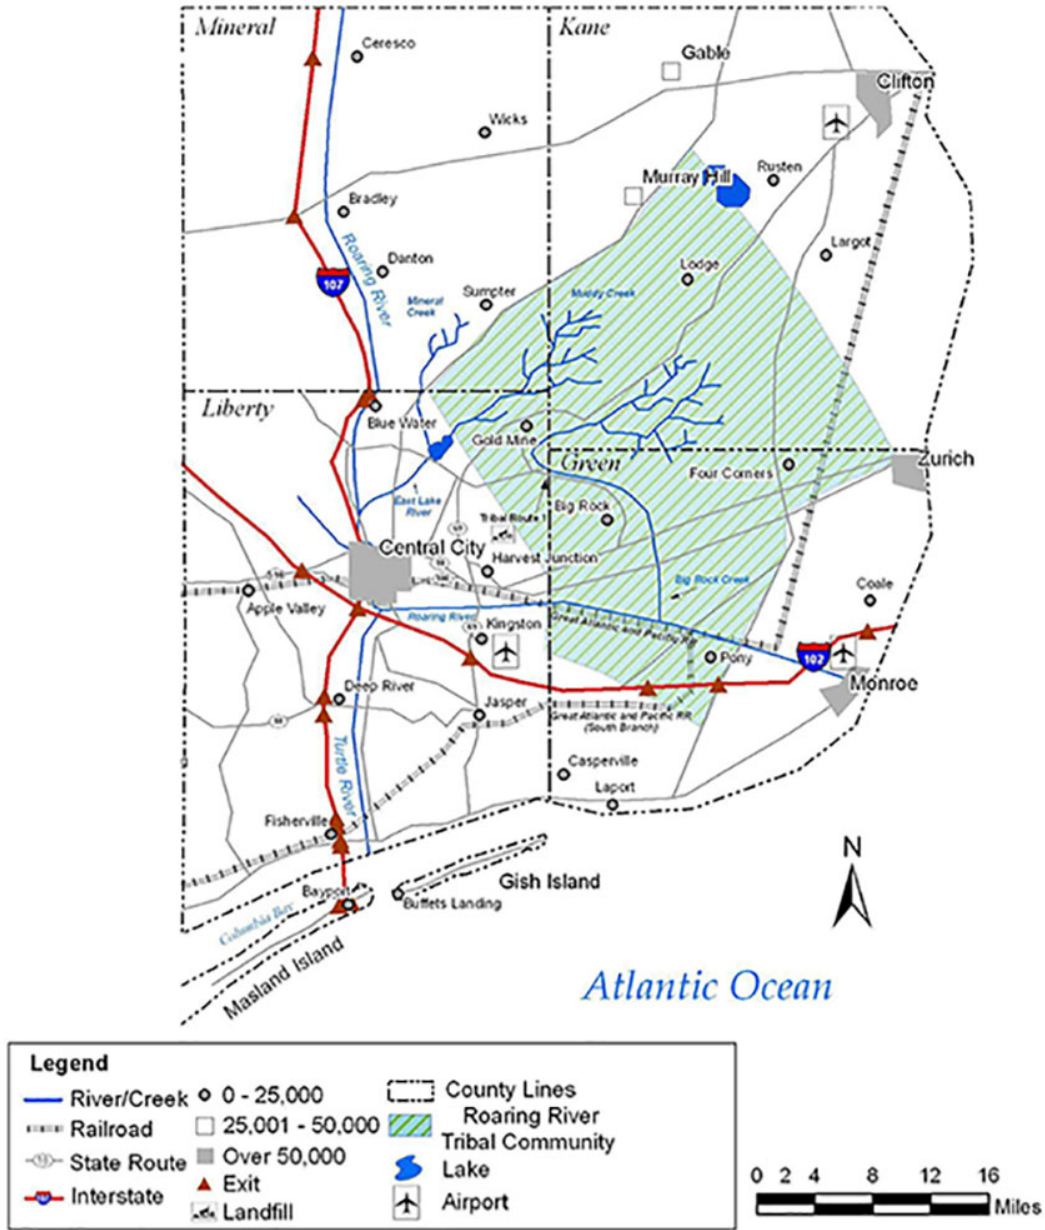 Mineral
Kane
Ceresco
Gable
Clifton
Wicks
Murray Hill
Rusten
Bradley
Roaring River
Largot
107
Danton
Lodge
Mineral
Creek
Sumpter
Muddy Creek
Liberty
Blue Water
Gold Mine
Green
Four Corners
Zurich
East Lake
River
Tribal Route 1
Big Rock
Central City
Harvest Junction
Big Rock Creek
Coale
Apple Valley
Roaring River
Great Atlantic and Pacific RR
Kingston
Pony
102
Monroe
Deep River
Jasper
Great Atlantic and Pacific RR
(South Branch)
Turtle River
Casperville
Laport
Fisherville
N
Gish Island
Bayport
Buffets Landing
Columbia Bay
Masland Island
Atlantic Ocean
Legend
River/Creek
0 - 25,000
County Lines
Railroad
25,001 - 50,000
Roaring River
Tribal Community
State Route
Over 50,000
Lake
Interstate
Exit
Airport
Landfill
0 2 4 8 12 16
Miles